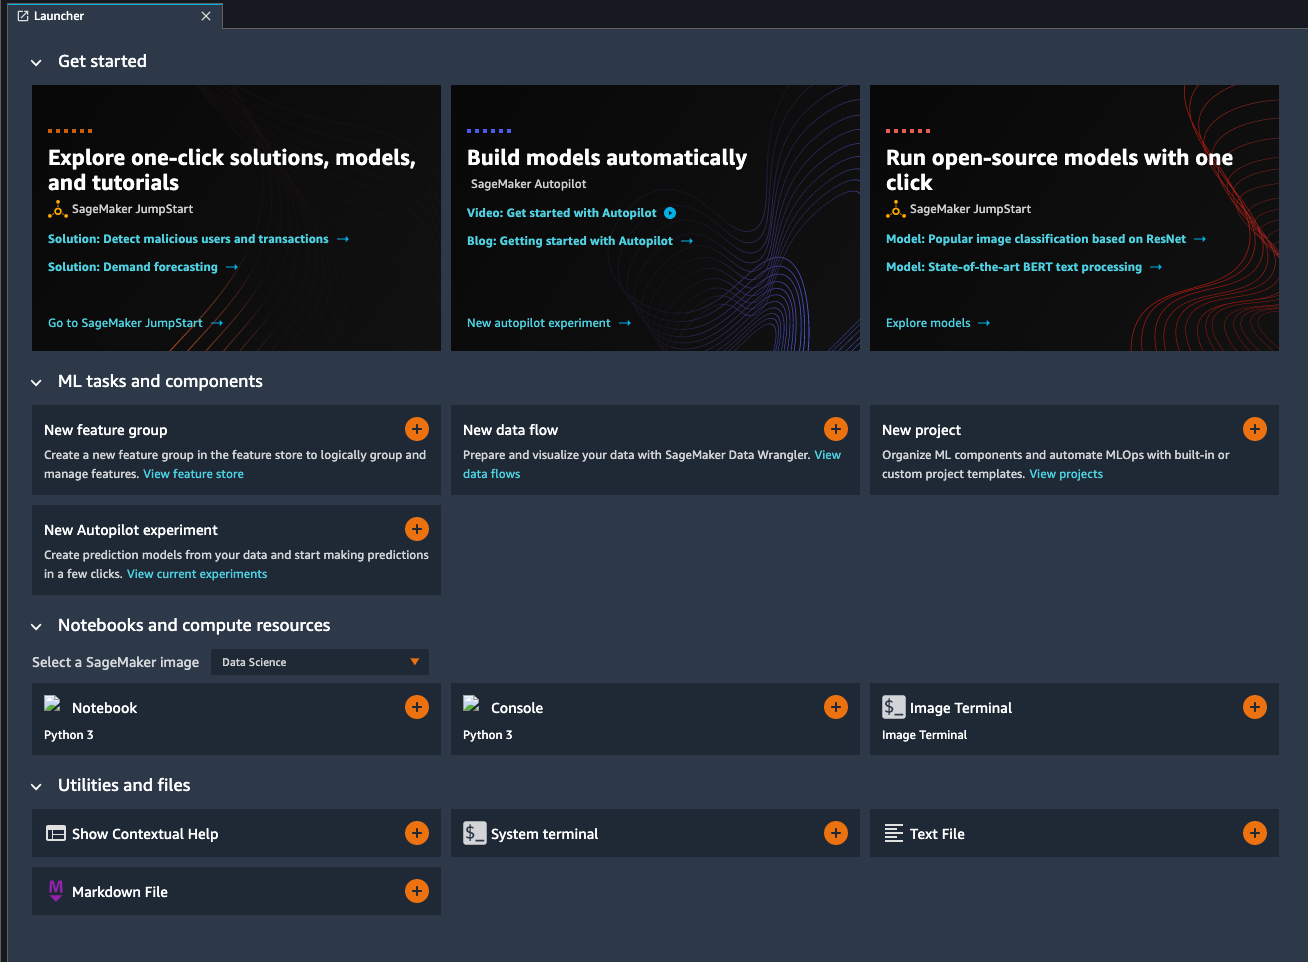 Launcher
Get started
Explore one-click solutions, models,
and tutorials
SageMaker JumpStart
Solution: Detect malicious users and transactions
Solution: Demand forecasting
Go to SageMaker JumpStart
Build models automatically
SageMaker Autopilot
Video: Get started with Autopilot
Blog: Getting started with Autopilot
New autopilot experiment
Run open-source models with one
click
SageMaker JumpStart
Model: Popular image classification based on ResNet
Model: State-of-the-art BERT text processing
Explore models
ML tasks and components
New feature group
Create a new feature group in the feature store to logically group and
manage features. View feature store
New data flow
Prepare and visualize your data with SageMaker Data Wrangler. View
data flows
New project
Organize ML components and automate MLOps with built-in or
custom project templates. View projects
New Autopilot experiment
Create prediction models from your data and start making predictions
in a few clicks. View current experiments
Notebooks and compute resources
Select a SageMaker image
Data Science
Notebook
Python 3
Console
Python 3
$_ Image Terminal
Image Terminal
Utilities and files
Show Contextual Help
$_ System terminal
Text File
M Markdown File